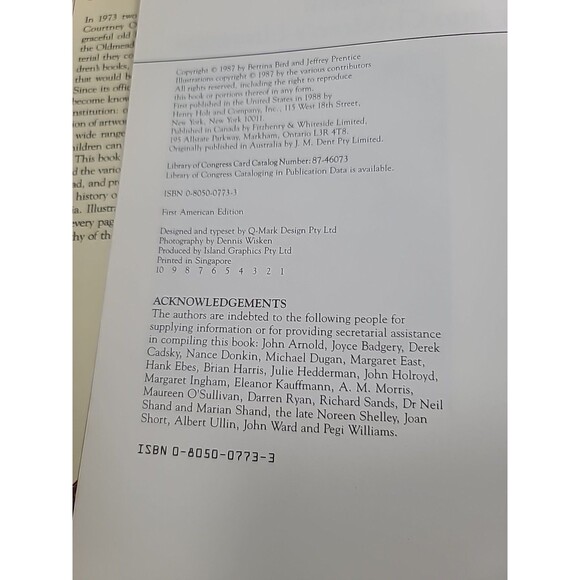 In 1973 two
Courtney O
graceful old
the Oldmead
terial they co
dren's books,
that would b
Since its offic
become know
nstitution: c
on of artwor
wide range
ildren can
This book
d the vario
ad, and pr
history o
ia. Illustr
very pag
hy of th
Copyright © 1987 by Bettina Bird and Jeffrey Prentice
Illustrations copyright © 1987 by the various contributors
All rights reserved, including the right to reproduce
this book or portions thereof in any form.
First published in the United States in 1988 by
Henry Holt and Company, Inc., 115 West 18th Street,
New York, New York 10011.
Published in Canada by Fitzhenry & Whiteside Limited,
195 Allstate Parkway, Markham, Ontario L3R 4T8.
Originally published in Australia by J. M. Dent Pty Limited.
Library of Congress Card Catalog Number: 87-46073
Library of Congress Cataloging in Publication Data is available.
ISBN 0-8050-0773-3
First American Edition
Designed and typeset by Q-Mark Design Pty Ltd
Photography by Dennis Wisken
Produced by Island Graphics Pty Ltd
Printed in Singapore
10 9 8 7 6 5 4 3 2 1
ACKNOWLEDGEMENTS
The authors are indebted to the following people for
supplying information or for providing secretarial assistance
in compiling this book: John Arnold, Joyce Badgery, Derek
Cadsky, Nance Donkin, Michael Dugan, Margaret East,
Hank Ebes, Brian Harris, Julie Hedderman, John Holroyd,
Margaret Ingham, Eleanor Kauffmann, A. M. Morris,
Maureen O'Sullivan, Darren Ryan, Richard Sands, Dr Neil
Shand and Marian Shand, the late Noreen Shelley, Joan
Short, Albert Ullin, John Ward and Pegi Williams.
ISBN 0-8050-0773-3